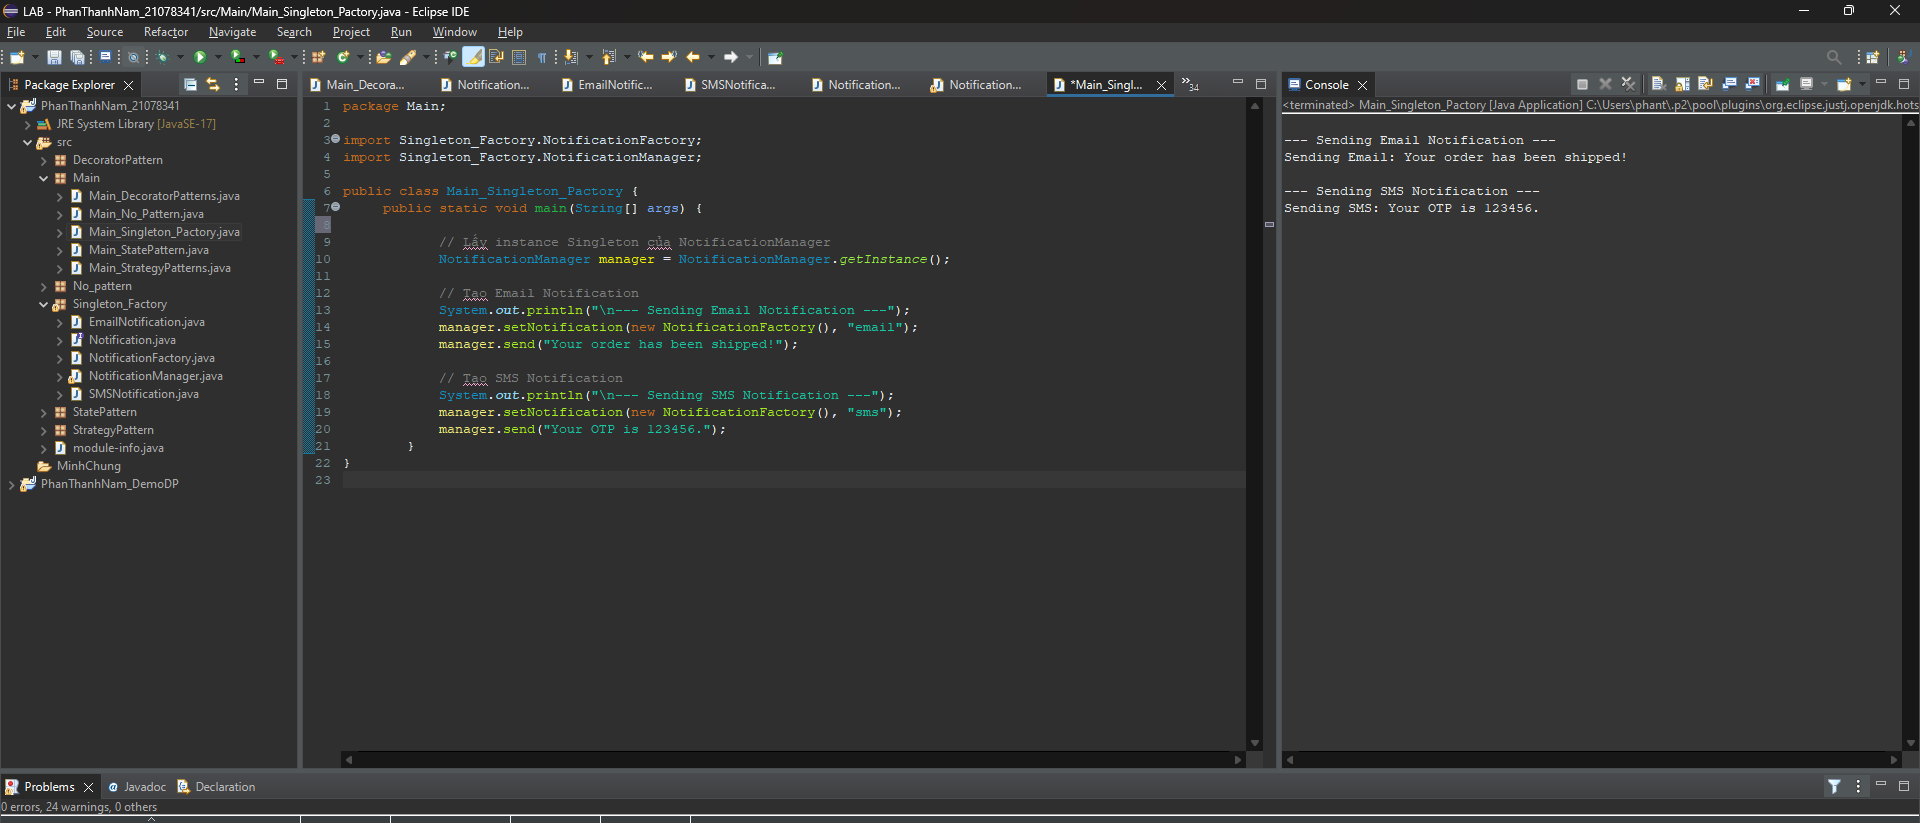 LAB - PhanThanhNam_21078341/src/Main/Main_Singleton_Pactory.java - Eclipse IDE
File Edit Source Refactor Navigate Search Project Run Window Help
Package Explorer
PhanThanhNam_21078341
JRE System Library [JavaSE-17]
src
DecoratorPattern
Main
Main_DecoratorPatterns.java
Main_No_Pattern.java
Main_Singleton_Pactory.java
Main_StatePattern.java
Main_StrategyPatterns.java
No_pattern
Singleton_Factory
EmailNotification.java
Notification.java
NotificationFactory.java
NotificationManager.java
SMSNotification.java
StatePattern
StrategyPattern
module-info.java
MinhChung
PhanThanhNam_DemoDP
Main_Decora... Notification... EmailNotific... SMSNotifica... Notification... Notification... *Main_Singl... »34
1 package Main;
2
3 import Singleton_Factory.NotificationFactory;
4 import Singleton_Factory.NotificationManager;
5
6 public class Main_Singleton_Pactory {
7 public static void main(String[] args) {
8
9 // Lấy instance Singleton của NotificationManager
10 NotificationManager manager = NotificationManager.getInstance();
11
12 // Tạo Email Notification
13 System.out.println("\n--- Sending Email Notification ---");
14 manager.setNotification(new NotificationFactory(), "email");
15 manager.send("Your order has been shipped!");
16
17 // Tạo SMS Notification
18 System.out.println("\n--- Sending SMS Notification ---");
19 manager.setNotification(new NotificationFactory(), "sms");
20 manager.send("Your OTP is 123456.");
21 }
22 }
23
Console
<terminated> Main_Singleton_Pactory [Java Application] C:\Users\phant\.p2\pool\plugins\org.eclipse.justj.openjdk.hots
--- Sending Email Notification ---
Sending Email: Your order has been shipped!
--- Sending SMS Notification ---
Sending SMS: Your OTP is 123456.
Problems Javadoc Declaration
0 errors, 24 warnings, 0 others